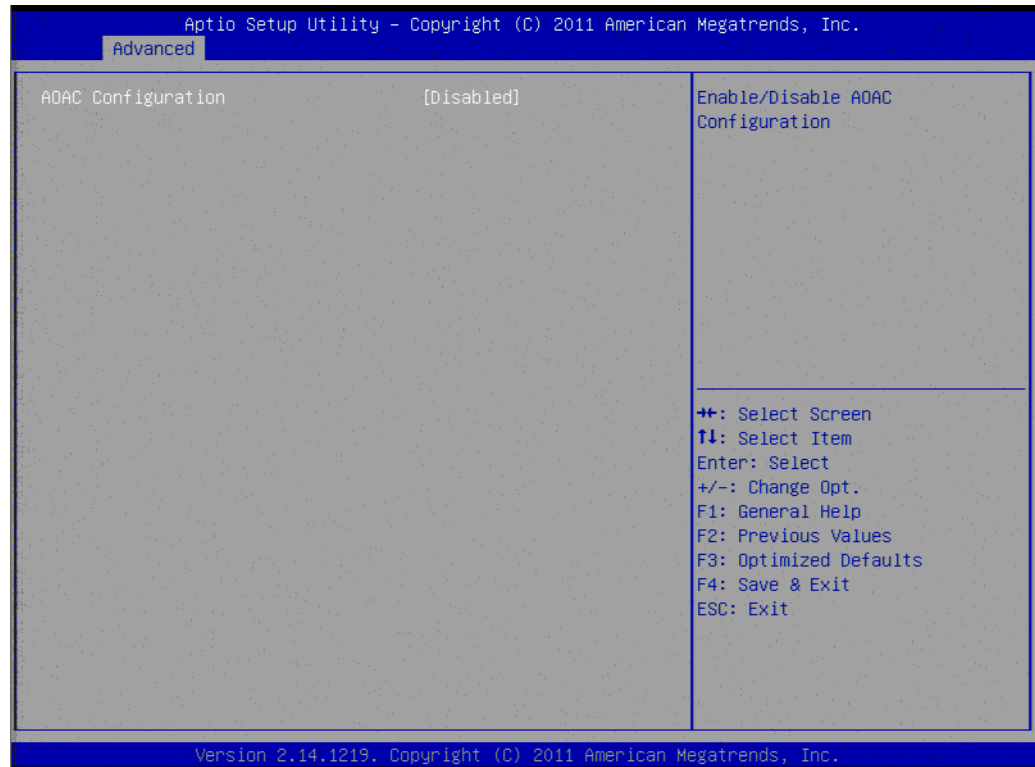 Aptio Setup Utility – Copyright (C) 2011 American Megatrends, Inc.
Advanced
AOAC Configuration [Disabled]
Enable/Disable AOAC
Configuration
→←: Select Screen
↑↓: Select Item
Enter: Select
+/-: Change Opt.
F1: General Help
F2: Previous Values
F3: Optimized Defaults
F4: Save & Exit
ESC: Exit
Version 2.14.1219. Copyright (C) 2011 American Megatrends, Inc.